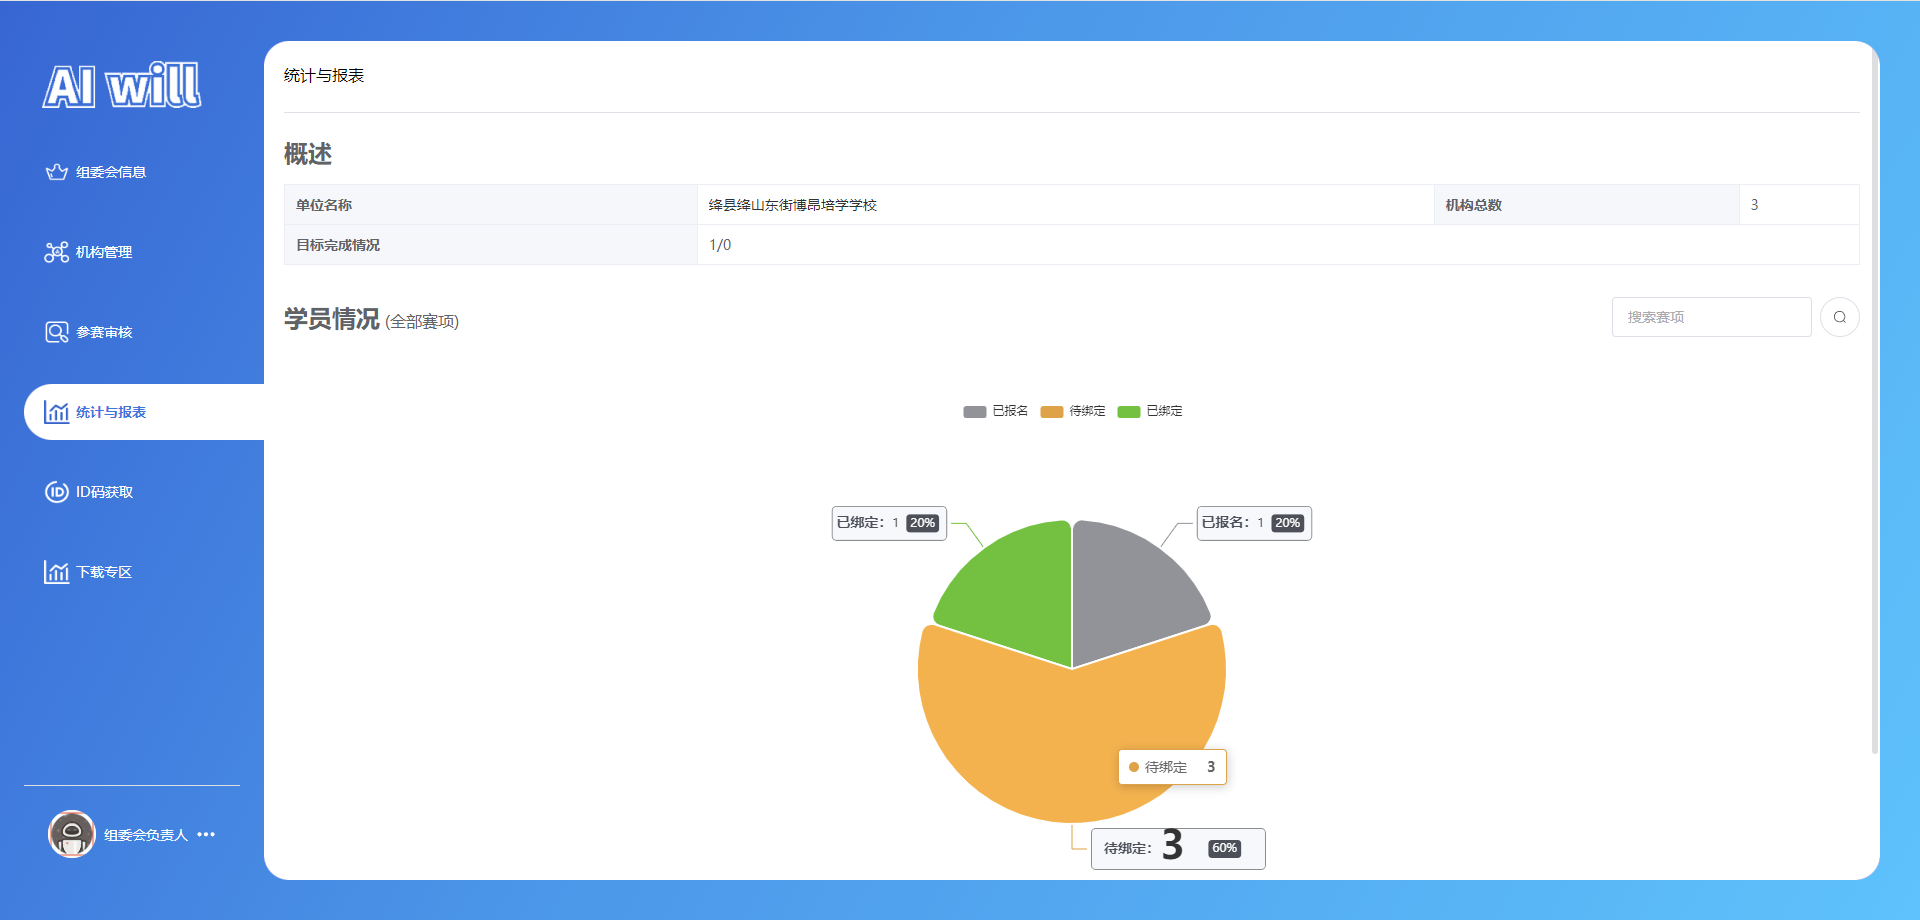 AI will
组委会信息
机构管理
参赛审核
统计与报表
ID码获取
下载专区
组委会负责人 •••
统计与报表
概述
单位名称 绛县绛山东街博昂培学学校 机构总数 3
目标完成情况 1/0
学员情况 (全部赛项)
搜索赛项
已报名 待绑定 已绑定
已绑定: 1 20%
已报名: 1 20%
待绑定 3
待绑定: 3 60%